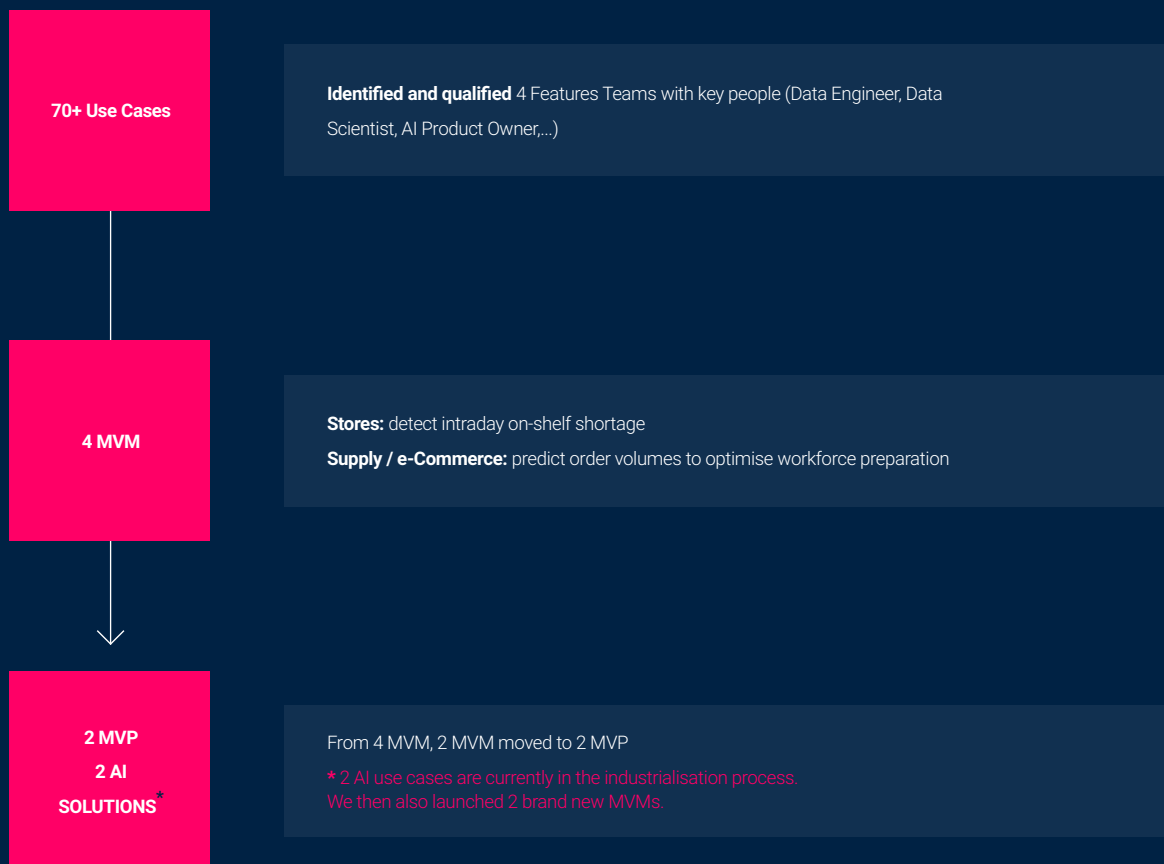 70+ Use Cases
Identified and qualified 4 Features Teams with key people (Data Engineer, Data
Scientist, AI Product Owner,...)
4 MVM
Stores: detect intraday on-shelf shortage
Supply / e-Commerce: predict order volumes to optimise workforce preparation
2 MVP
2 AI
SOLUTIONS*
From 4 MVM, 2 MVM moved to 2 MVP
* 2 AI use cases are currently in the industrialisation process.
We then also launched 2 brand new MVMs.